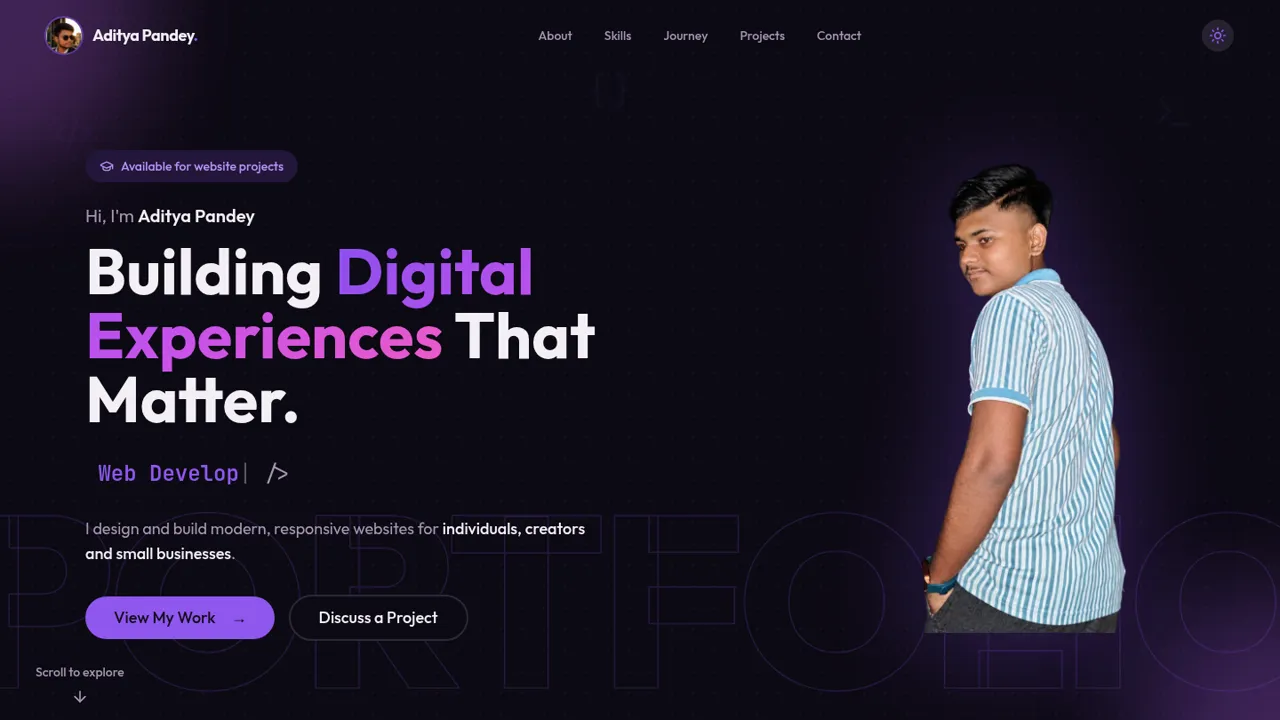 Aditya Pandey.
About
Skills
Journey
Projects
Contact
Available for website projects
Hi, I'm Aditya Pandey
Building Digital
Experiences That
Matter.
Web Develop| />
I design and build modern, responsive websites for individuals, creators
and small businesses.
PORTFOLIO
View My Work →
Discuss a Project
Scroll to explore